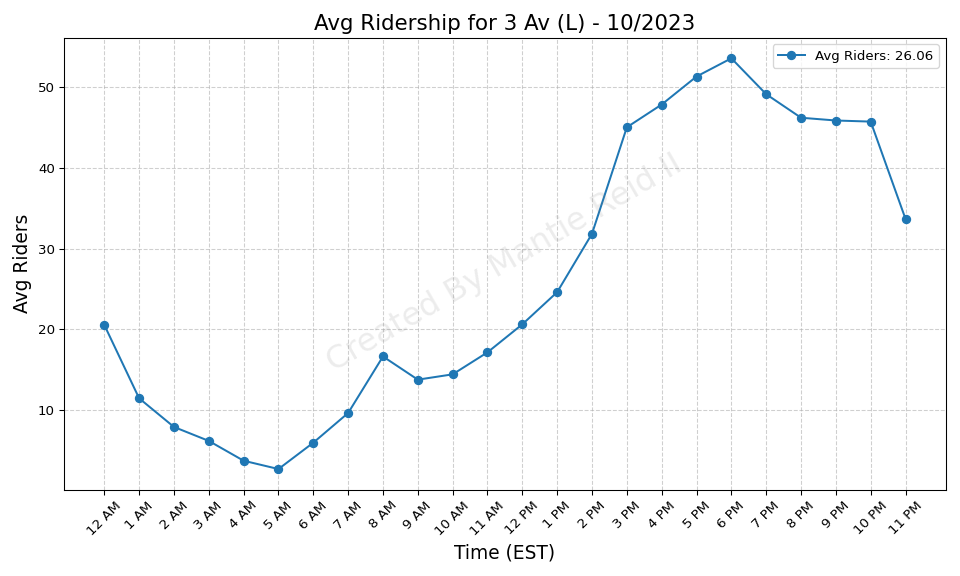 Avg Ridership for 3 Av (L) - 10/2023
Avg Riders: 26.06
50
40
30
20
10
Avg Riders
Created By Mantie Reid II
12 AM
1 AM
2 AM
3 AM
4 AM
5 AM
6 AM
7 AM
8 AM
9 AM
10 AM
11 AM
12 PM
1 PM
2 PM
3 PM
4 PM
5 PM
6 PM
7 PM
8 PM
9 PM
10 PM
11 PM
Time (EST)